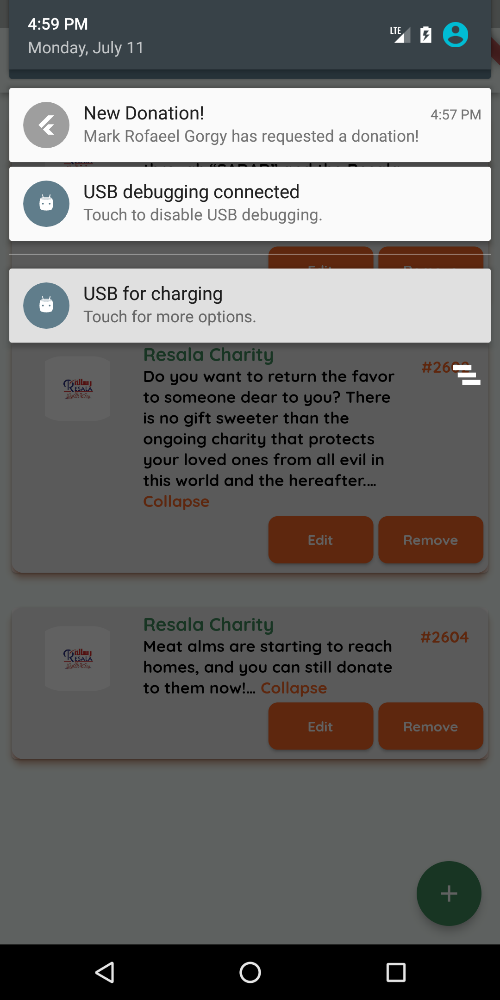 4:59 PM
LTE
Monday, July 11
New Donation!
4:57 PM
Mark Rofaeel Gorgy has requested a donation!
USB debugging connected
Touch to disable USB debugging.
USB for charging
Touch for more options.
Resala Charity
Do you want to return the favor
to someone dear to you? There
is no gift sweeter than the
ongoing charity that protects
your loved ones from all evil in
this world and the hereafter....
Collapse
رسالة
RESALA
Edit
Remove
Resala Charity
#2604
Meat alms are starting to reach
homes, and you can still donate
to them now!... Collapse
رسالة
RESALA
Edit
Remove